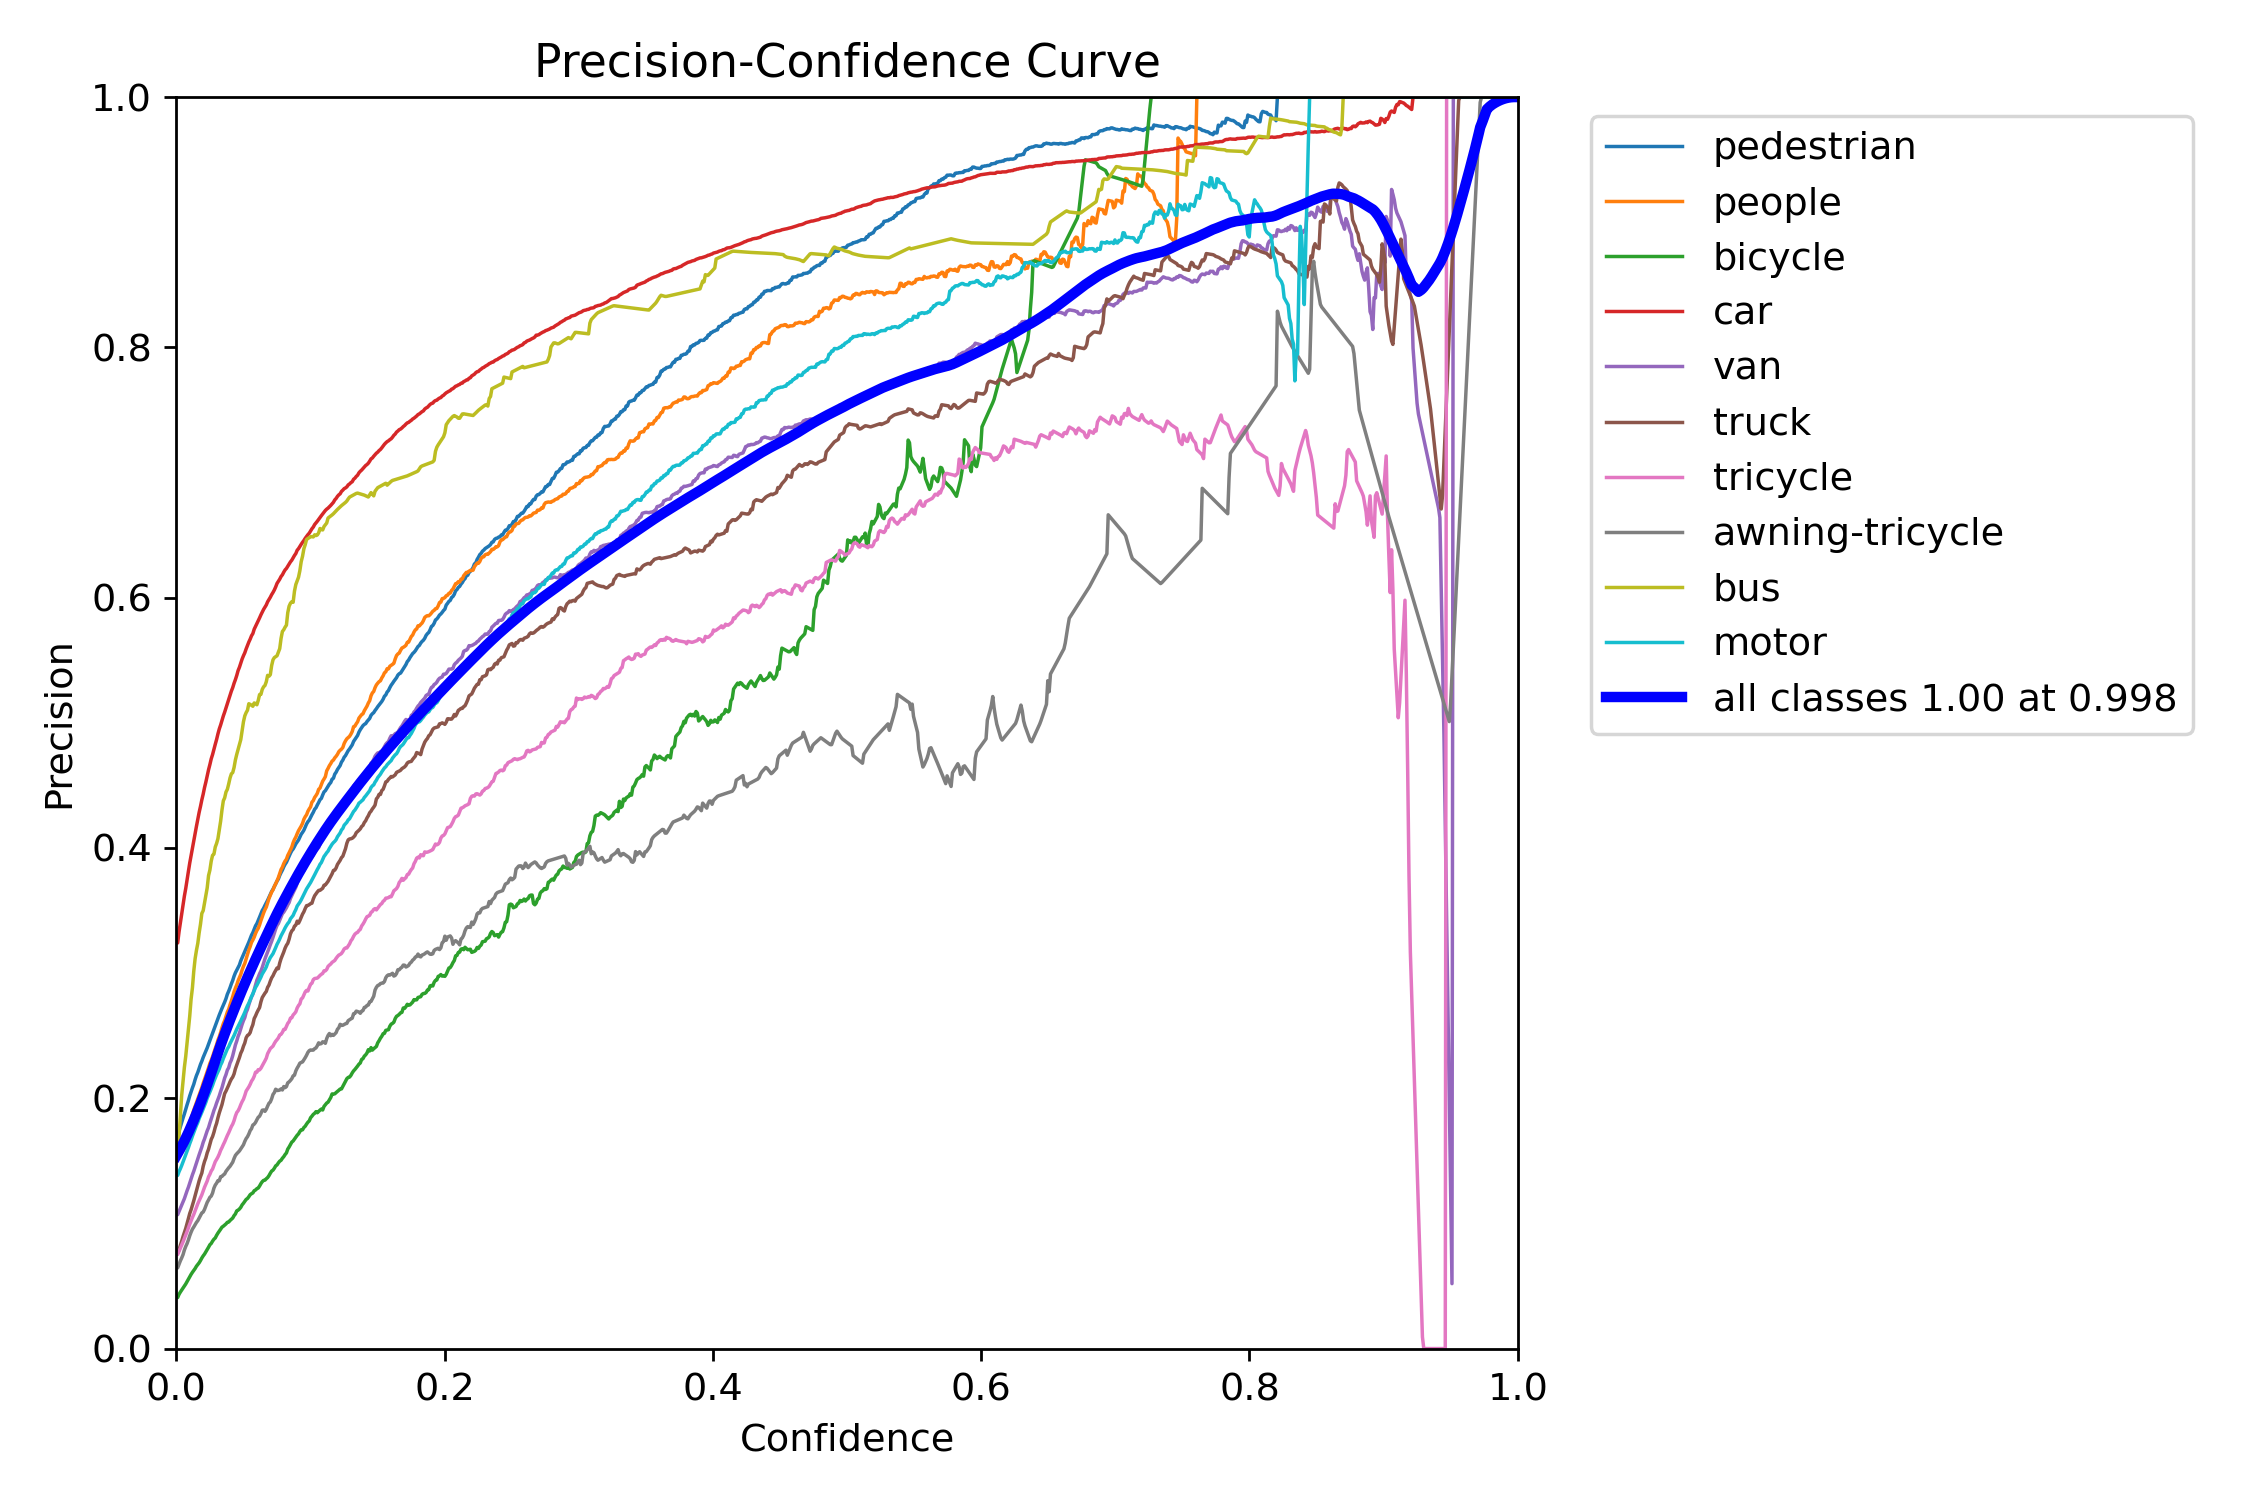 Precision-Confidence Curve
1.0
0.8
0.6
0.4
0.2
0.0
Precision
0.0 0.2 0.4 0.6 0.8 1.0
Confidence
pedestrian
people
bicycle
car
van
truck
tricycle
awning-tricycle
bus
motor
all classes 1.00 at 0.998